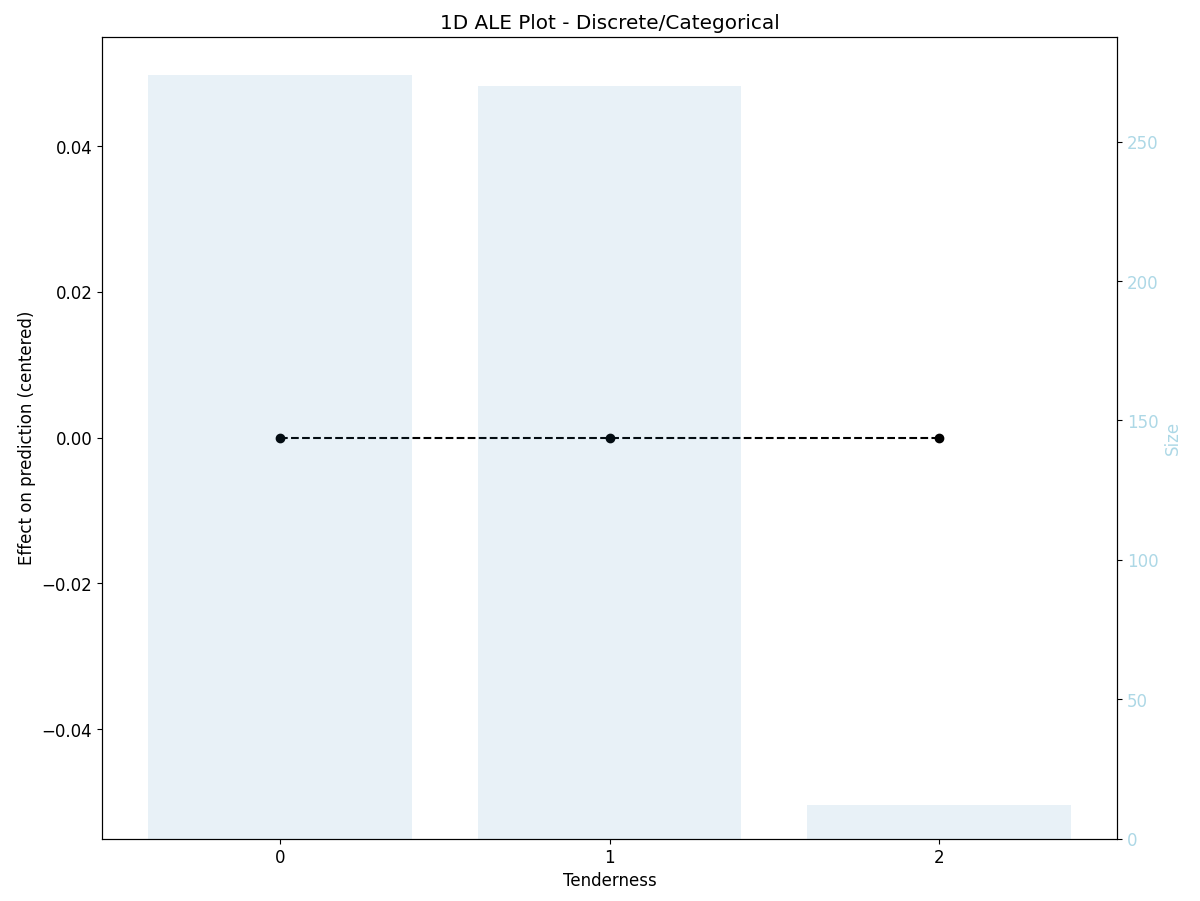 1D ALE Plot - Discrete/Categorical
Effect on prediction (centered)
0.04
0.02
0.00
−0.02
−0.04
250
200
150
100
50
0
Size
0 1 2
Tenderness